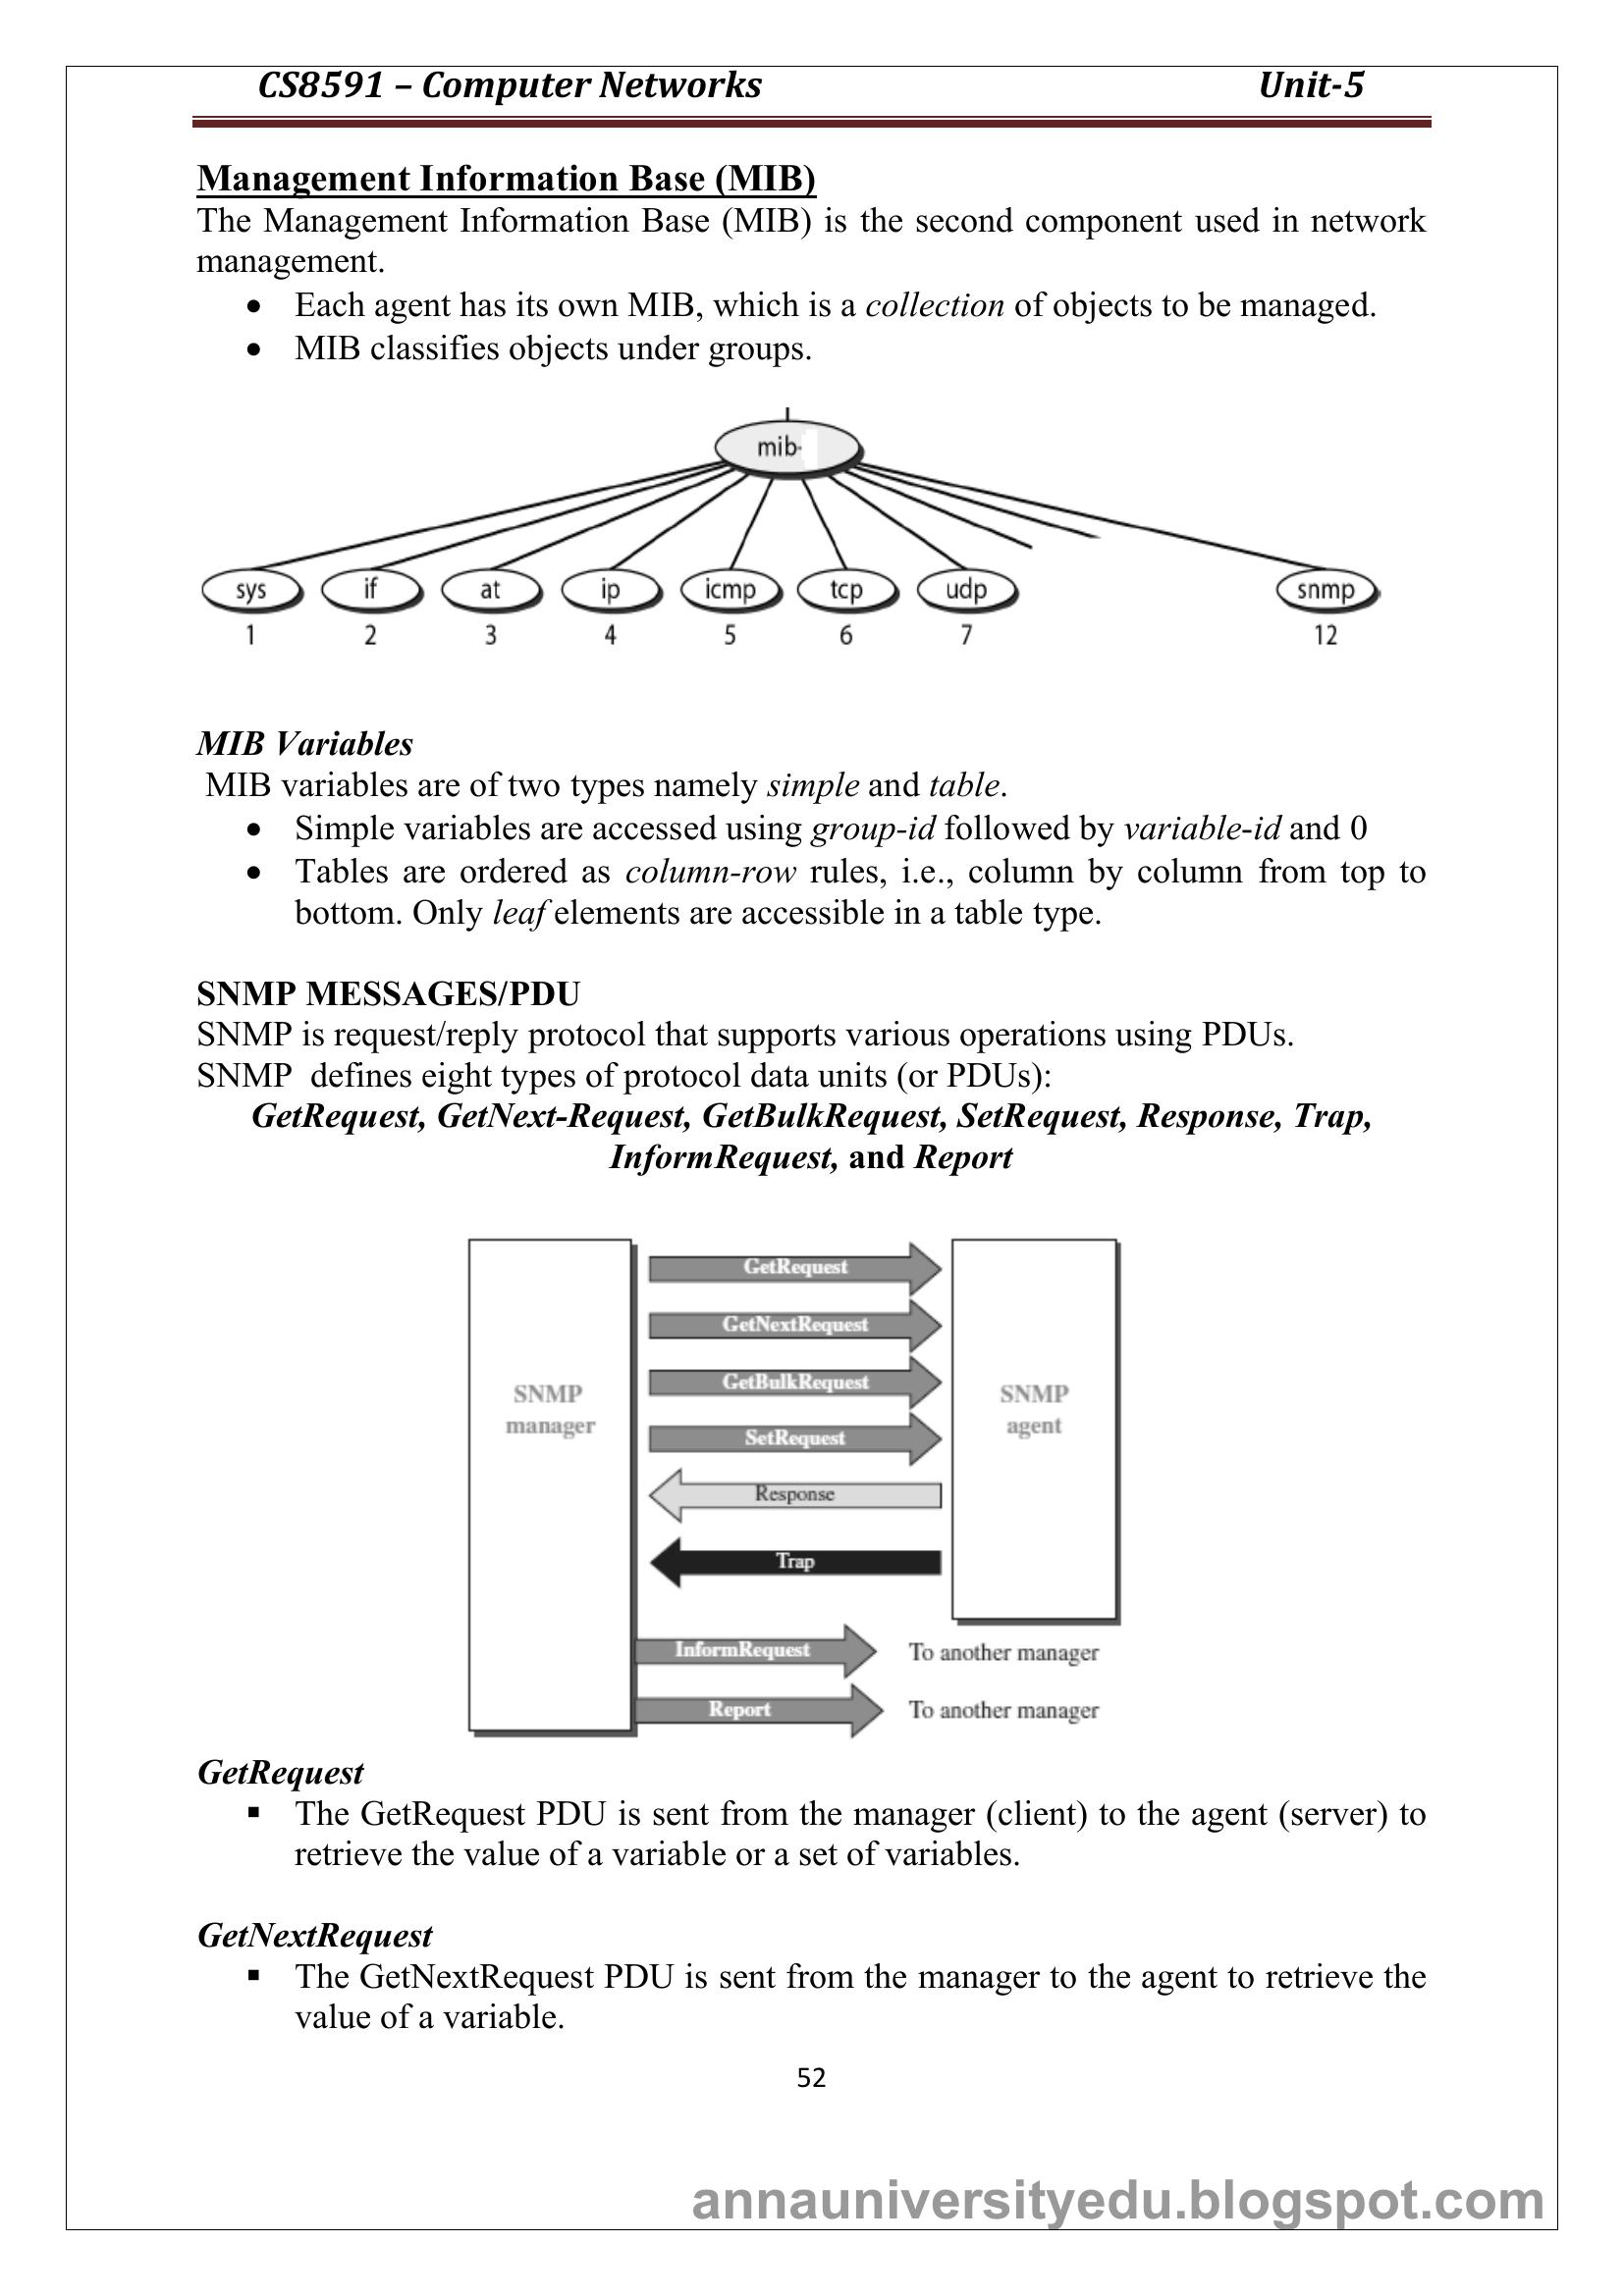 CS8591 – Computer Networks Unit-5
Management Information Base (MIB)
The Management Information Base (MIB) is the second component used in network
management.
• Each agent has its own MIB, which is a collection of objects to be managed.
• MIB classifies objects under groups.
mib-
sys if at ip icmp tcp udp snmp
1 2 3 4 5 6 7 12
MIB Variables
MIB variables are of two types namely simple and table.
• Simple variables are accessed using group-id followed by variable-id and 0
• Tables are ordered as column-row rules, i.e., column by column from top to
bottom. Only leaf elements are accessible in a table type.
SNMP MESSAGES/PDU
SNMP is request/reply protocol that supports various operations using PDUs.
SNMP defines eight types of protocol data units (or PDUs):
GetRequest, GetNext-Request, GetBulkRequest, SetRequest, Response, Trap,
InformRequest, and Report
GetRequest
GetNextRequest
GetBulkRequest
SNMP
manager
SNMP
agent
SetRequest
Response
Trap
InformRequest To another manager
Report To another manager
GetRequest
▪ The GetRequest PDU is sent from the manager (client) to the agent (server) to
retrieve the value of a variable or a set of variables.
GetNextRequest
▪ The GetNextRequest PDU is sent from the manager to the agent to retrieve the
value of a variable.
52
annauniversityedu.blogspot.com